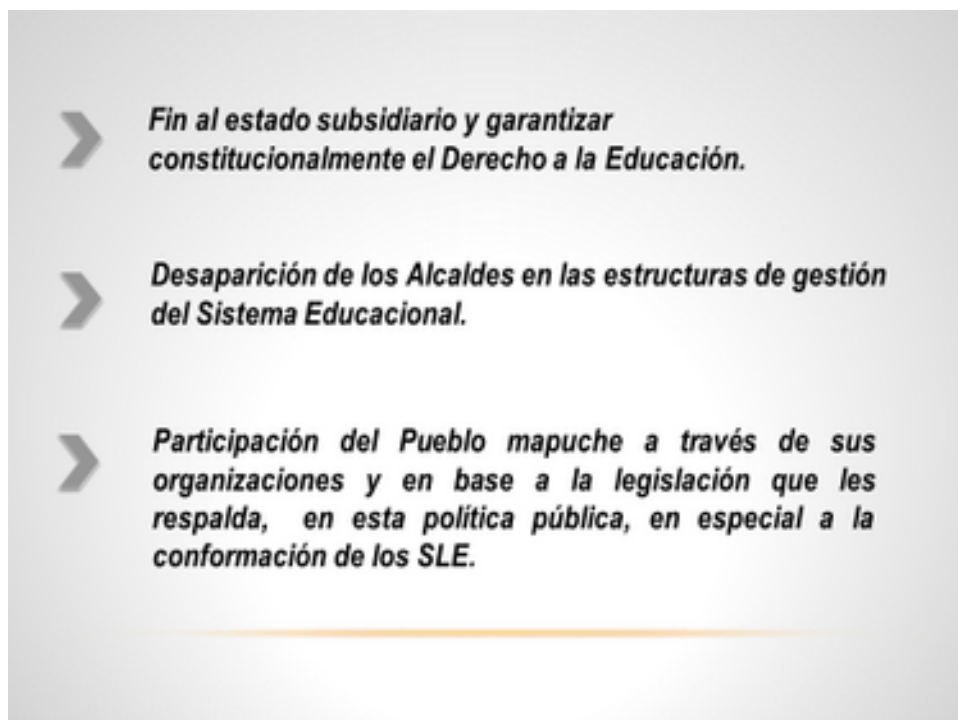 Fin al estado subsidiario y garantizar
constitucionalmente el Derecho a la Educación.
Desaparición de los Alcaldes en las estructuras de gestión
del Sistema Educacional.
Participación del Pueblo mapuche a través de sus
organizaciones y en base a la legislación que les
respalda, en esta política pública, en especial a la
conformación de los SLE.